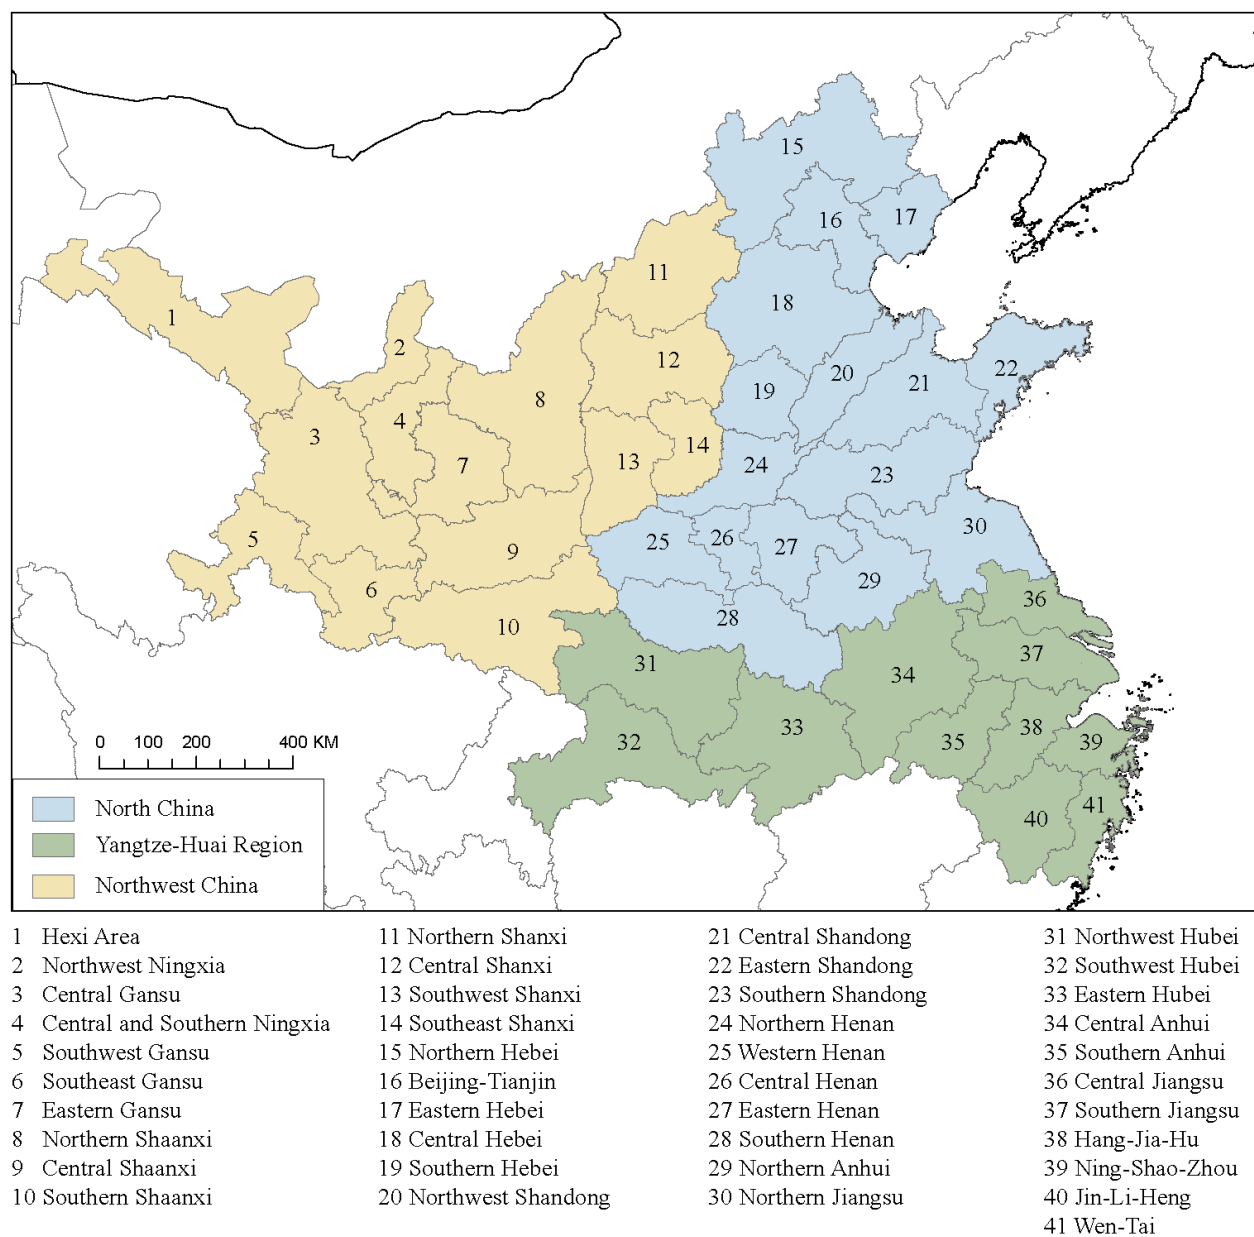 15
16
17
11
18
1
2
12
22
20
21
19
8
4
3
14
13
7
24
23
30
5
25
26
27
9
29
6
36
28
10
31
37
34
38
33
32
35
39
40
41
0 100 200 400 KM
North China
Yangtze-Huai Region
Northwest China
1 Hexi Area
2 Northwest Ningxia
3 Central Gansu
4 Central and Southern Ningxia
5 Southwest Gansu
6 Southeast Gansu
7 Eastern Gansu
8 Northern Shaanxi
9 Central Shaanxi
10 Southern Shaanxi
11 Northern Shanxi
12 Central Shanxi
13 Southwest Shanxi
14 Southeast Shanxi
15 Northern Hebei
16 Beijing-Tianjin
17 Eastern Hebei
18 Central Hebei
19 Southern Hebei
20 Northwest Shandong
21 Central Shandong
22 Eastern Shandong
23 Southern Shandong
24 Northern Henan
25 Western Henan
26 Central Henan
27 Eastern Henan
28 Southern Henan
29 Northern Anhui
30 Northern Jiangsu
31 Northwest Hubei
32 Southwest Hubei
33 Eastern Hubei
34 Central Anhui
35 Southern Anhui
36 Central Jiangsu
37 Southern Jiangsu
38 Hang-Jia-Hu
39 Ning-Shao-Zhou
40 Jin-Li-Heng
41 Wen-Tai